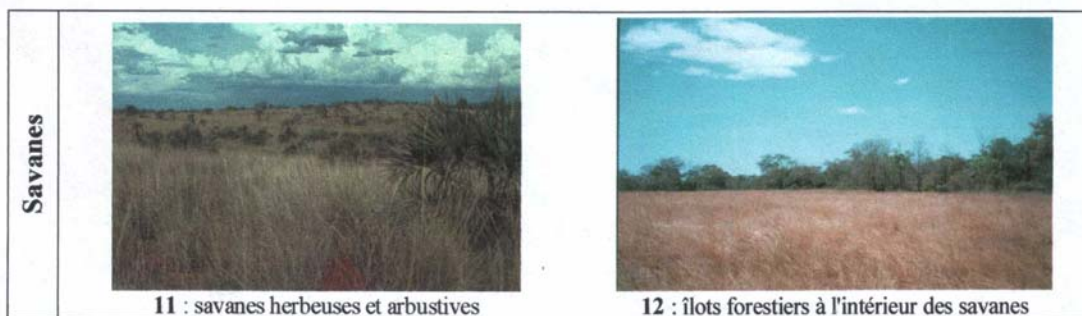 Savanes
11 : savanes herbeuses et arbustives
12 : îlots forestiers à l'intérieur des savanes